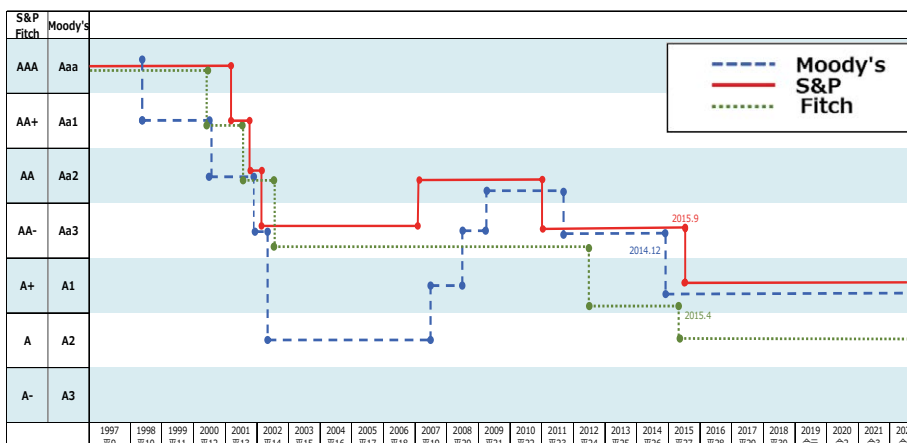 S&P
Fitch
Moody's
AAA Aaa
AA+ Aa1
AA Aa2
AA- Aa3
A+ A1
A A2
A- A3
Moody's
S&P
Fitch
2015.9
2014.12
2015.4
1997 1998 1999 2000 2001 2002 2003 2004 2005 2006 2007 2008 2009 2010 2011 2012 2013 2014 2015 2016 2017 2018 2019 2020 2021